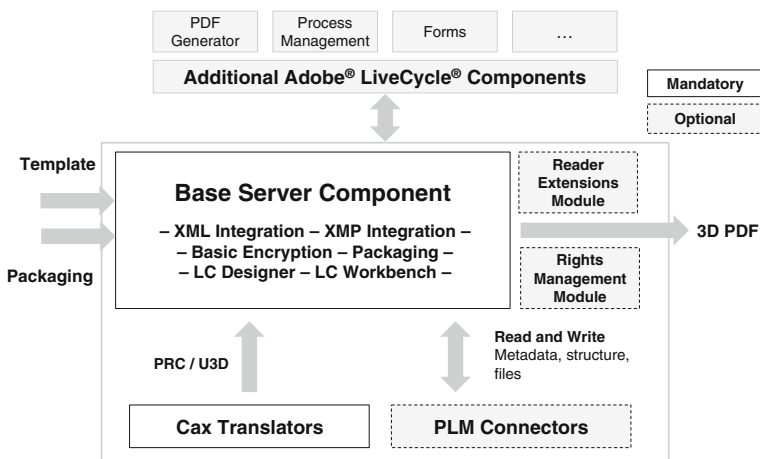 PDF
Generator
Process
Management
Forms
...
Additional Adobe® LiveCycle® Components
Mandatory
Optional
Template
Packaging
Base Server Component
– XML Integration – XMP Integration –
– Basic Encryption – Packaging –
– LC Designer – LC Workbench –
Reader
Extensions
Module
3D PDF
Rights
Management
Module
PRC / U3D
Read and Write
Metadata, structure,
files
Cax Translators
PLM Connectors